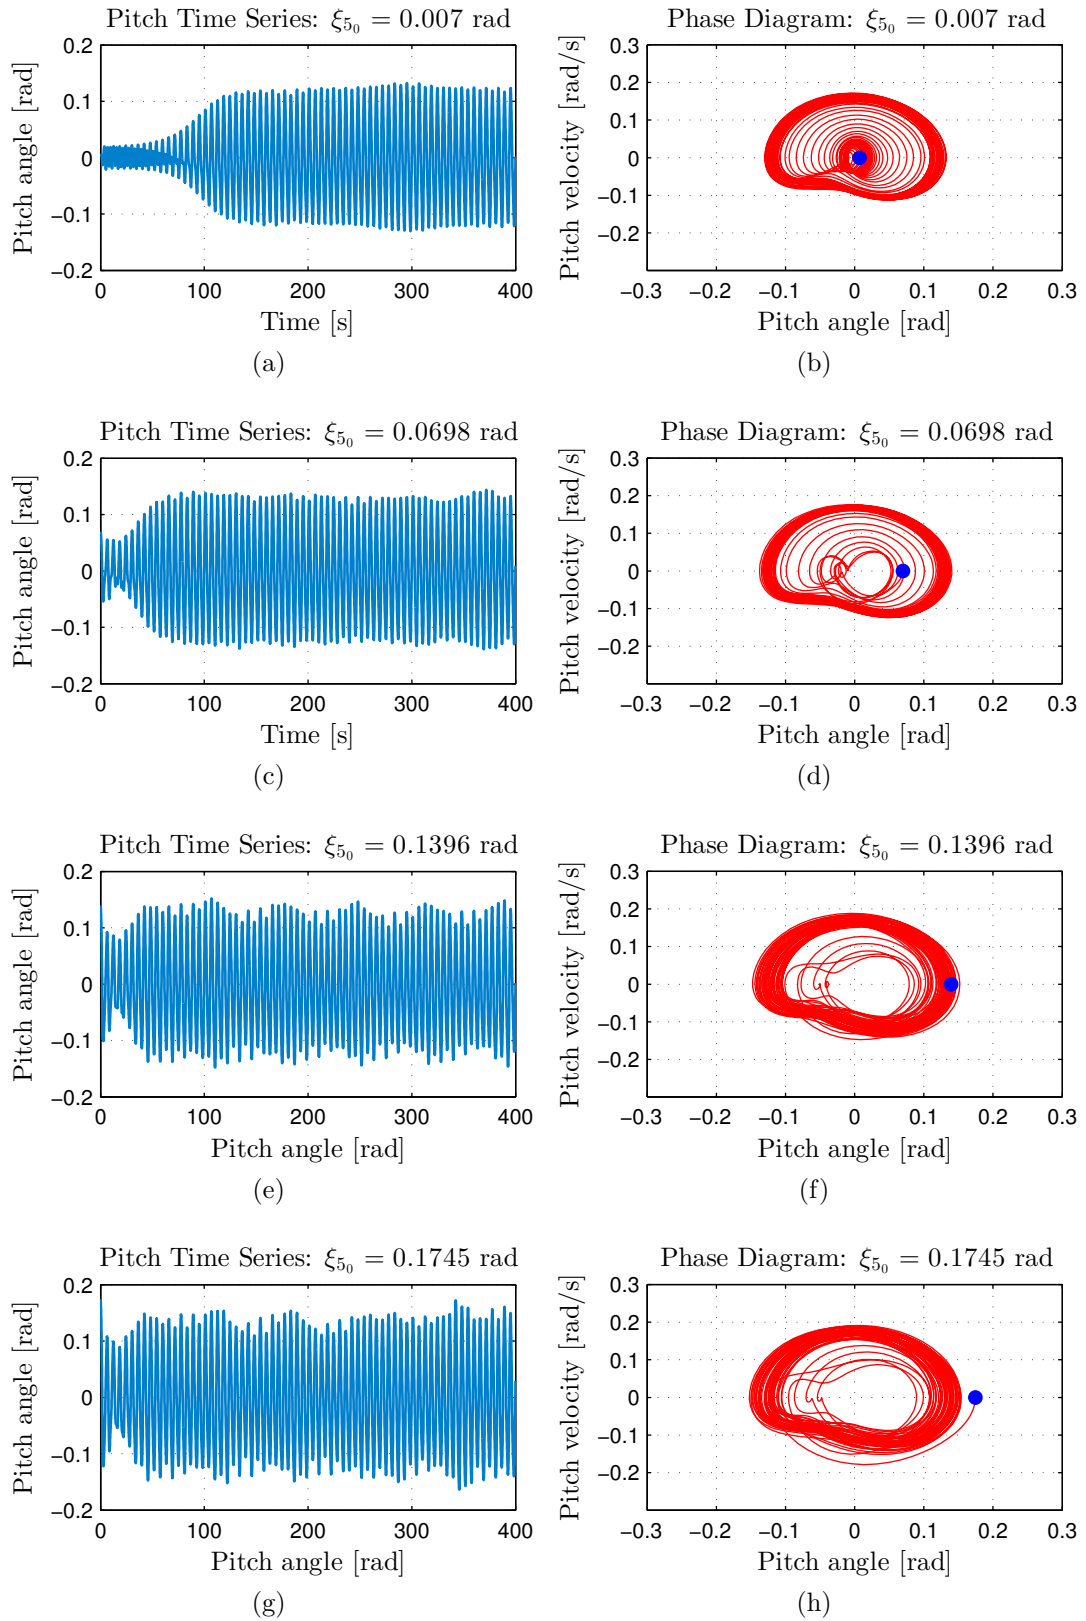 Pitch Time Series: ξ₅₀ = 0.007 rad
Pitch angle [rad]
0.2
0.1
0
−0.1
−0.2
0 100 200 300 400
Time [s]
(a)
Phase Diagram: ξ₅₀ = 0.007 rad
Pitch velocity [rad/s]
0.3
0.2
0.1
0
−0.1
−0.2
−0.3 −0.2 −0.1 0 0.1 0.2 0.3
Pitch angle [rad]
(b)
Pitch Time Series: ξ₅₀ = 0.0698 rad
Pitch angle [rad]
0.2
0.1
0
−0.1
−0.2
0 100 200 300 400
Time [s]
(c)
Phase Diagram: ξ₅₀ = 0.0698 rad
Pitch velocity [rad/s]
0.3
0.2
0.1
0
−0.1
−0.2
−0.3 −0.2 −0.1 0 0.1 0.2 0.3
Pitch angle [rad]
(d)
Pitch Time Series: ξ₅₀ = 0.1396 rad
Pitch angle [rad]
0.2
0.1
0
−0.1
−0.2
0 100 200 300 400
Pitch angle [rad]
(e)
Phase Diagram: ξ₅₀ = 0.1396 rad
Pitch velocity [rad/s]
0.3
0.2
0.1
0
−0.1
−0.2
−0.3 −0.2 −0.1 0 0.1 0.2 0.3
Pitch angle [rad]
(f)
Pitch Time Series: ξ₅₀ = 0.1745 rad
Pitch angle [rad]
0.2
0.1
0
−0.1
−0.2
0 100 200 300 400
Pitch angle [rad]
(g)
Phase Diagram: ξ₅₀ = 0.1745 rad
Pitch velocity [rad/s]
0.3
0.2
0.1
0
−0.1
−0.2
−0.3 −0.2 −0.1 0 0.1 0.2 0.3
Pitch angle [rad]
(h)